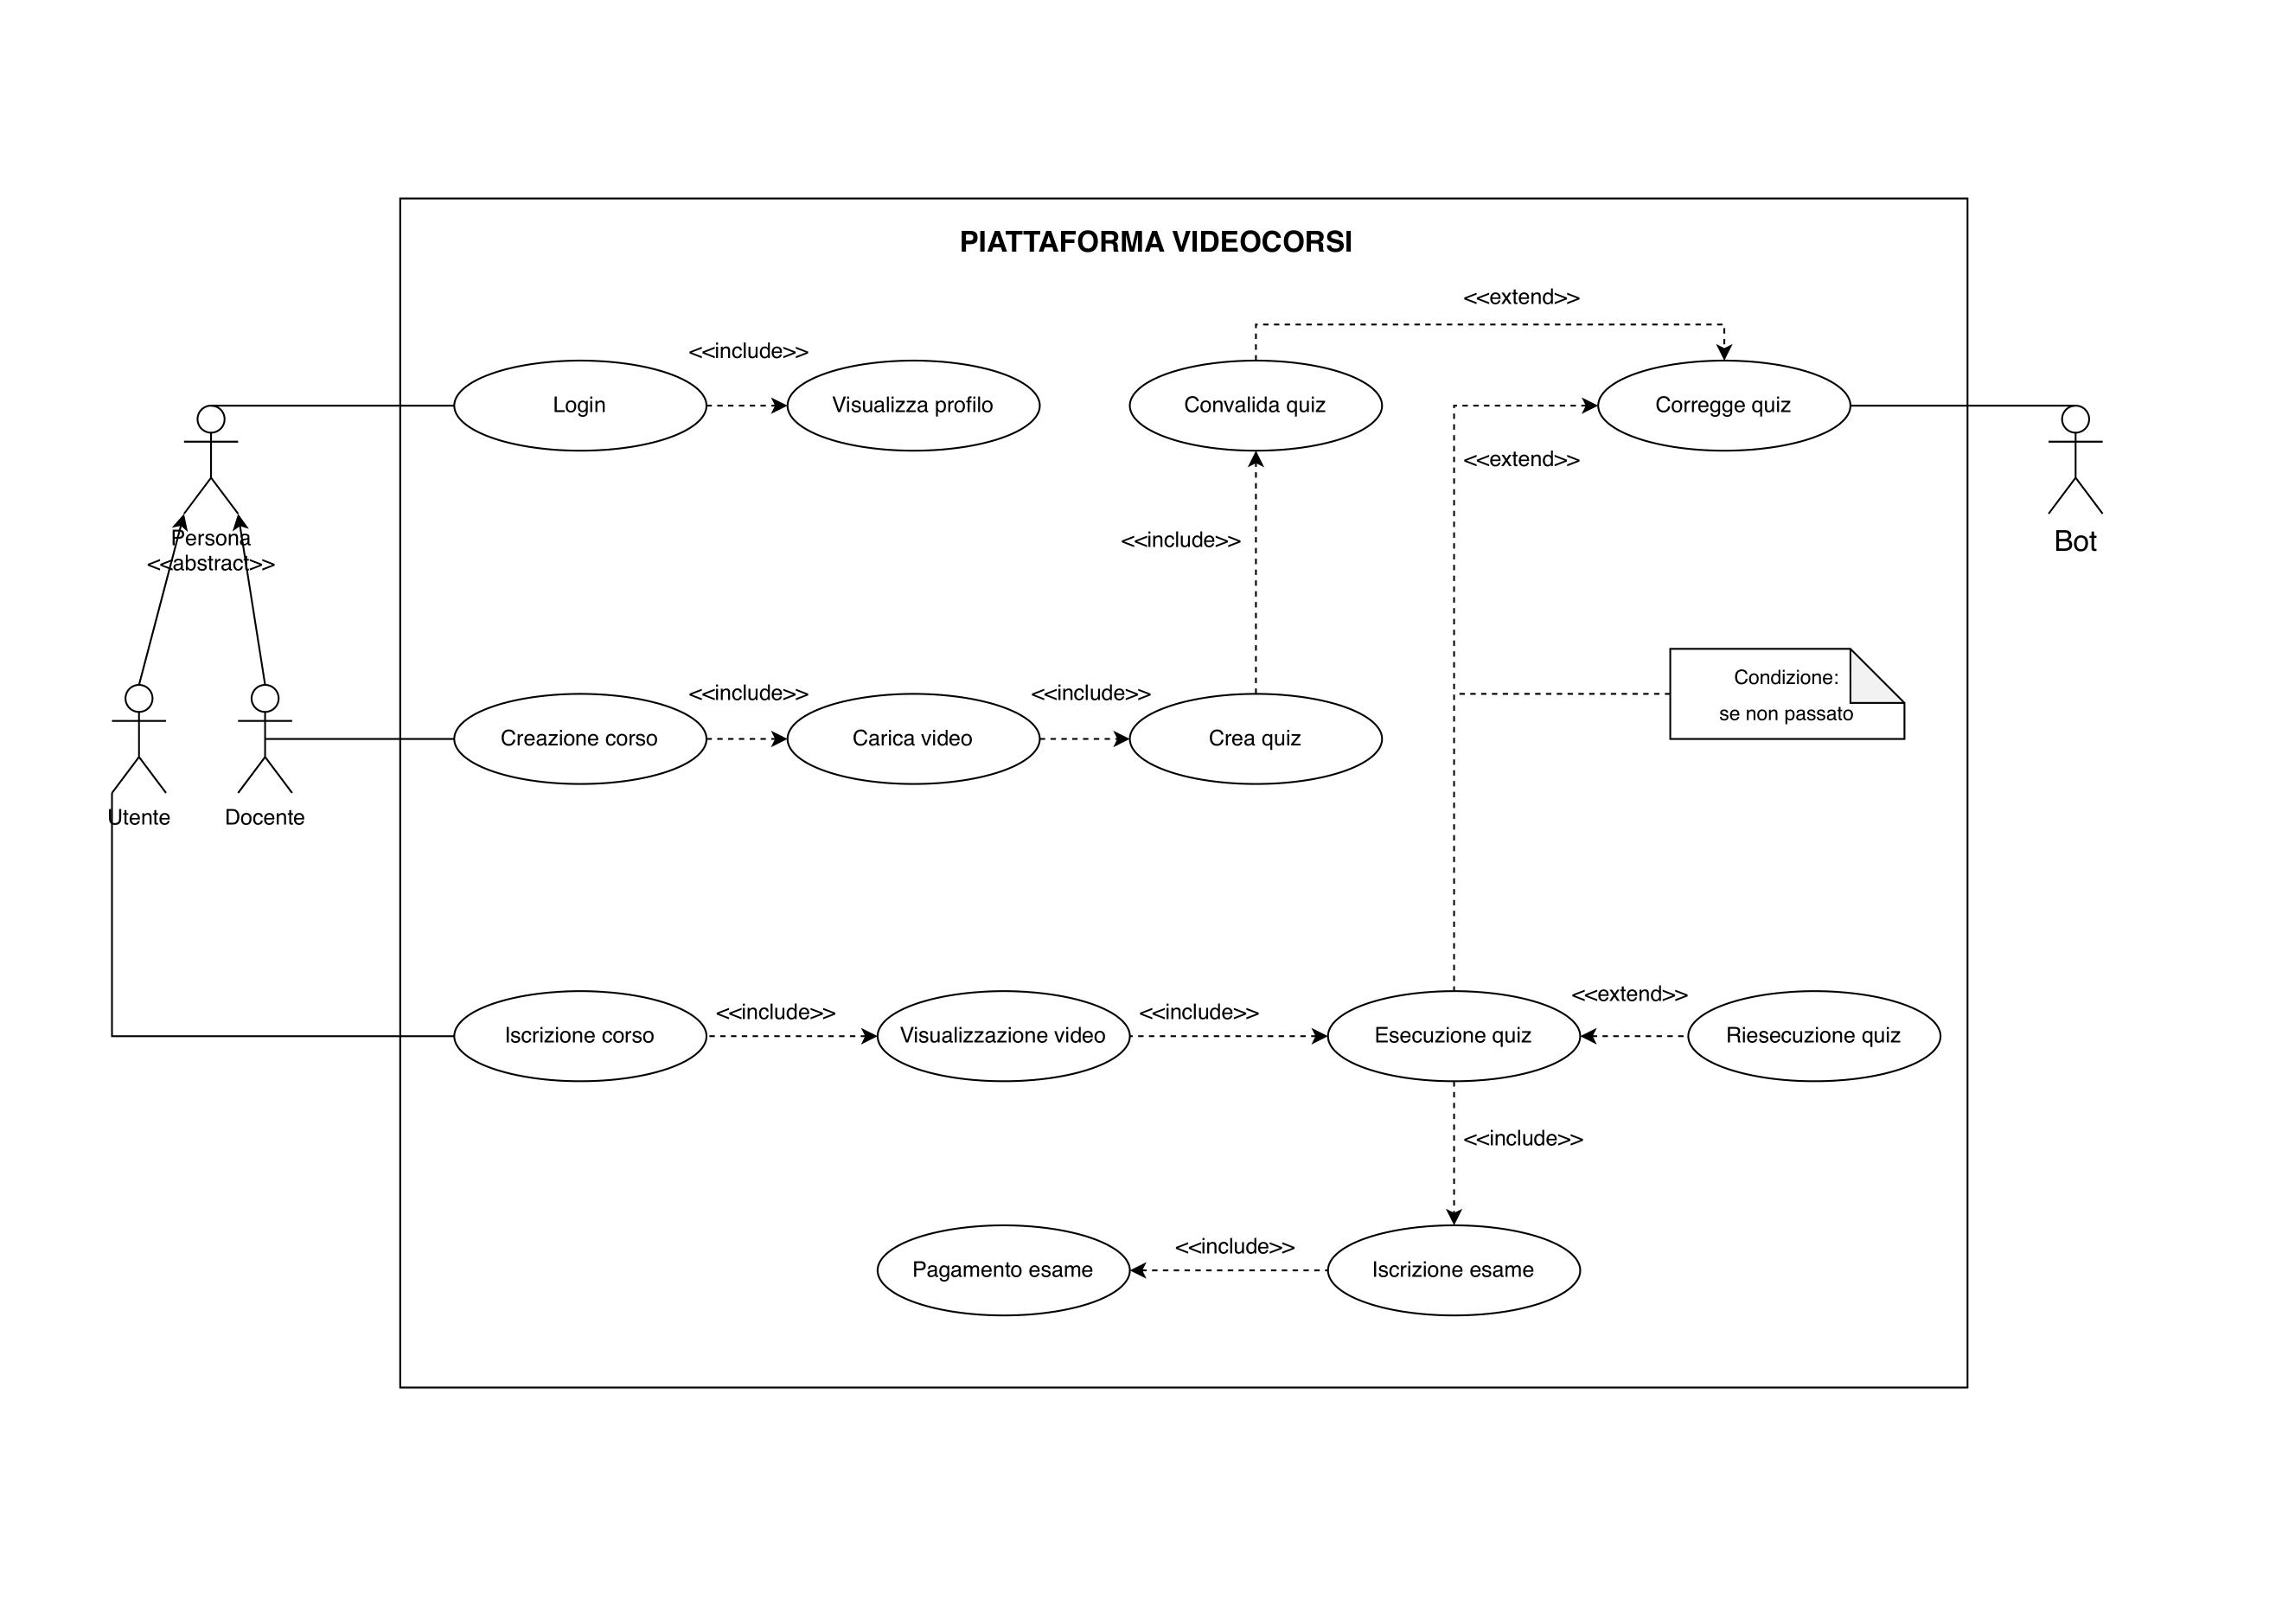 PIATTAFORMA VIDEOCORSI
<<extend>>
<<include>>
Login
Visualizza profilo
Convalida quiz
Corregge quiz
<<extend>>
Persona
<<abstract>>
<<include>>
Bot
Condizione:
se non passato
<<include>>
<<include>>
Creazione corso
Carica video
Crea quiz
Utente
Docente
<<include>>
<<include>>
<<extend>>
Iscrizione corso
Visualizzazione video
Esecuzione quiz
Riesecuzione quiz
<<include>>
<<include>>
Pagamento esame
Iscrizione esame